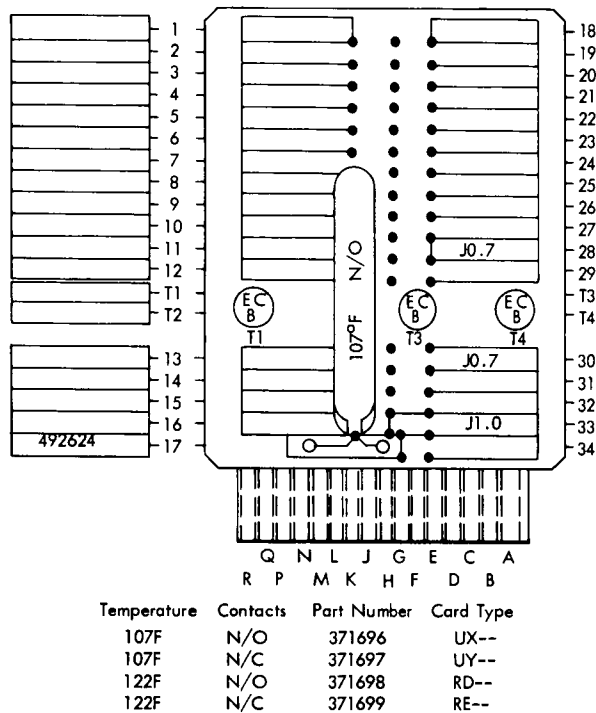 1
2
3
4
5
6
7
8
9
10
11
12
T1
T2
13
14
15
16
17
492624
18
19
20
21
22
23
24
25
26
27
28
29
T3
T4
30
31
32
33
34
107°F N/O
J0.7
E C
B
T1
E C
B
T3
E C
B
T4
J0.7
J1.0
Q N L J G E C A
R P M K H F D B
Temperature Contacts Part Number Card Type
107F N/O 371696 UX--
107F N/C 371697 UY--
122F N/O 371698 RD--
122F N/C 371699 RE--